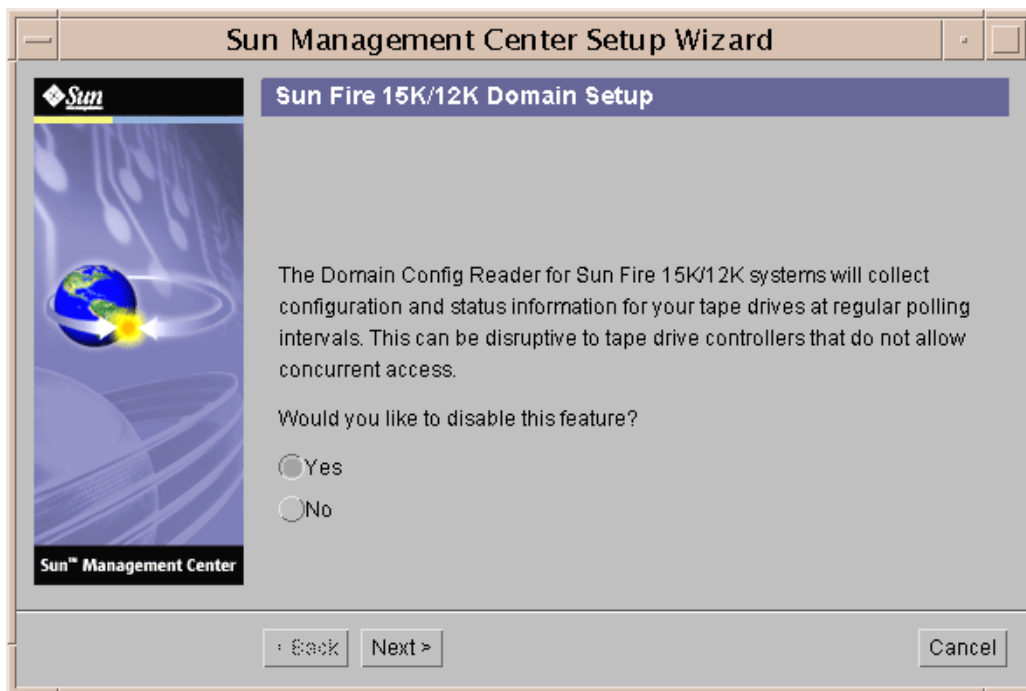 Sun Management Center Setup Wizard
Sun
Sun Fire 15K/12K Domain Setup
The Domain Config Reader for Sun Fire 15K/12K systems will collect
configuration and status information for your tape drives at regular polling
intervals. This can be disruptive to tape drive controllers that do not allow
concurrent access.
Would you like to disable this feature?
Yes
No
Sun™ Management Center
< Back
Next >
Cancel